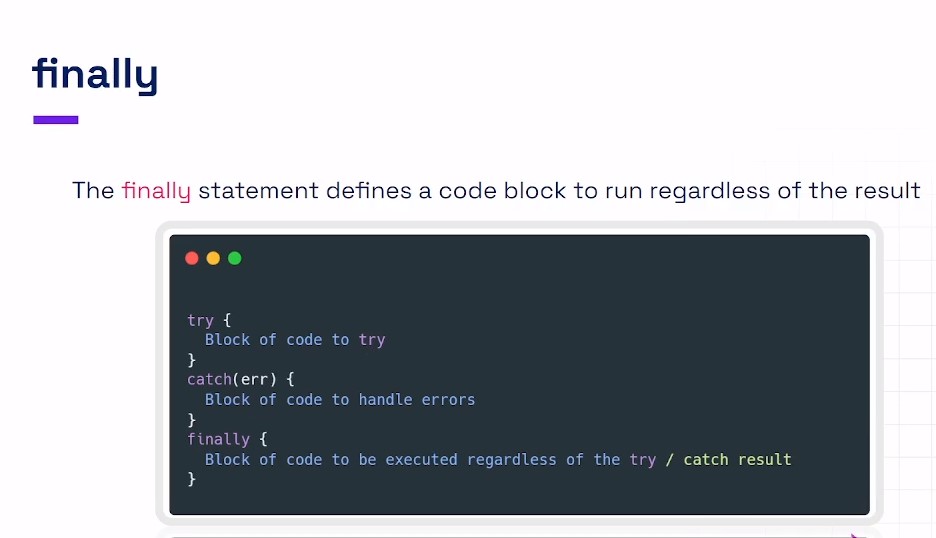 finally
The finally statement defines a code block to run regardless of the result
try {
  Block of code to try
}
catch(err) {
  Block of code to handle errors
}
finally {
  Block of code to be executed regardless of the try / catch result
}